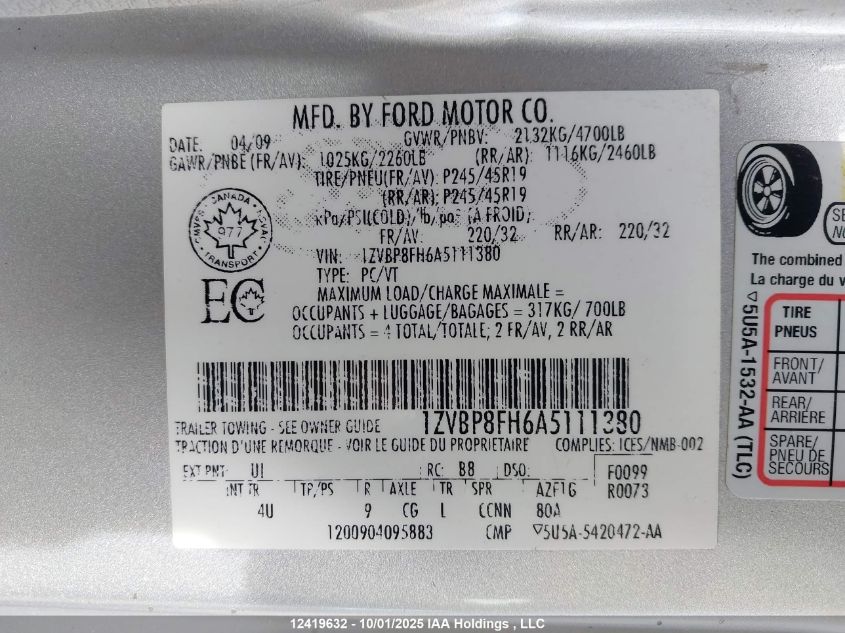 MFD. BY FORD MOTOR CO.
DATE: 04/09 GVWR/PNBV: 2132KG/4700LB
GAWR/PNBE (FR/AV): 1025KG/2260LB (RR/AR): 1116KG/2460LB
TIRE/PNEU(FR/AV): P245/45R19
(RR/AR): P245/45R19
kPa/PSI(COLD)/lb/po² (A FROID)
FR/AV: 220/32 RR/AR: 220/32
VIN: 1ZVBP8FH6A5111380
TYPE: PC/VT
MAXIMUM LOAD/CHARGE MAXIMALE =
OCCUPANTS + LUGGAGE/BAGAGES = 317KG/ 700LB
OCCUPANTS = 4 TOTAL/TOTALE; 2 FR/AV, 2 RR/AR
CANADA
977
TRANSPORT
EC
1ZVBP8FH6A5111380
TRAILER TOWING - SEE OWNER GUIDE
TRACTION D'UNE REMORQUE - VOIR LE GUIDE DU PROPRIETAIRE COMPLIES: ICES/NMB-002
EXT PNT: UI RC: B8 DSO: F0099
INT TR TP/PS R AXLE TR SPR AZF1G R0073
4U 9 CG L CCNN 80A
1200904095883 CMP ▽5U5A-5420472-AA
▽5U5A-1532-AA (TLC)
The combined
La charge du
TIRE
PNEUS
FRONT/
AVANT
REAR/
ARRIÈRE
SPARE/
PNEU DE
SECOURS
12419632 - 10/01/2025 IAA Holdings , LLC